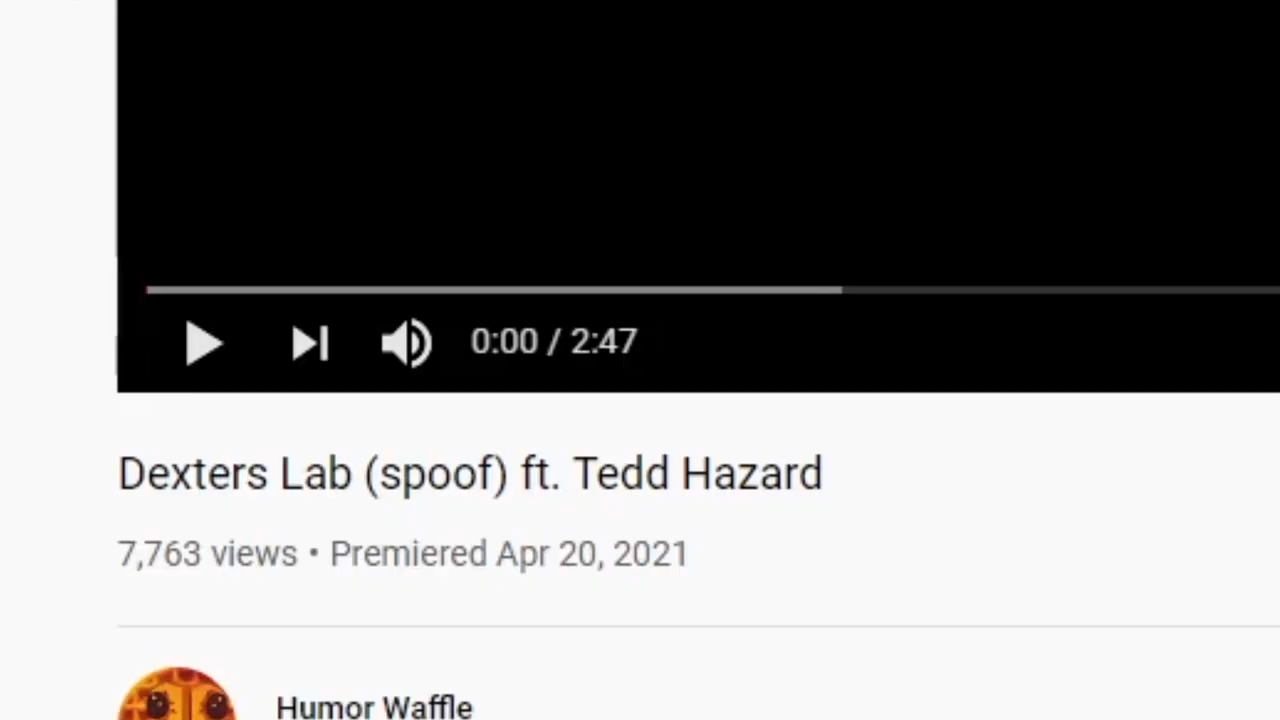 0:00 / 2:47
Dexters Lab (spoof) ft. Tedd Hazard
7,763 views • Premiered Apr 20, 2021
Humor Waffle